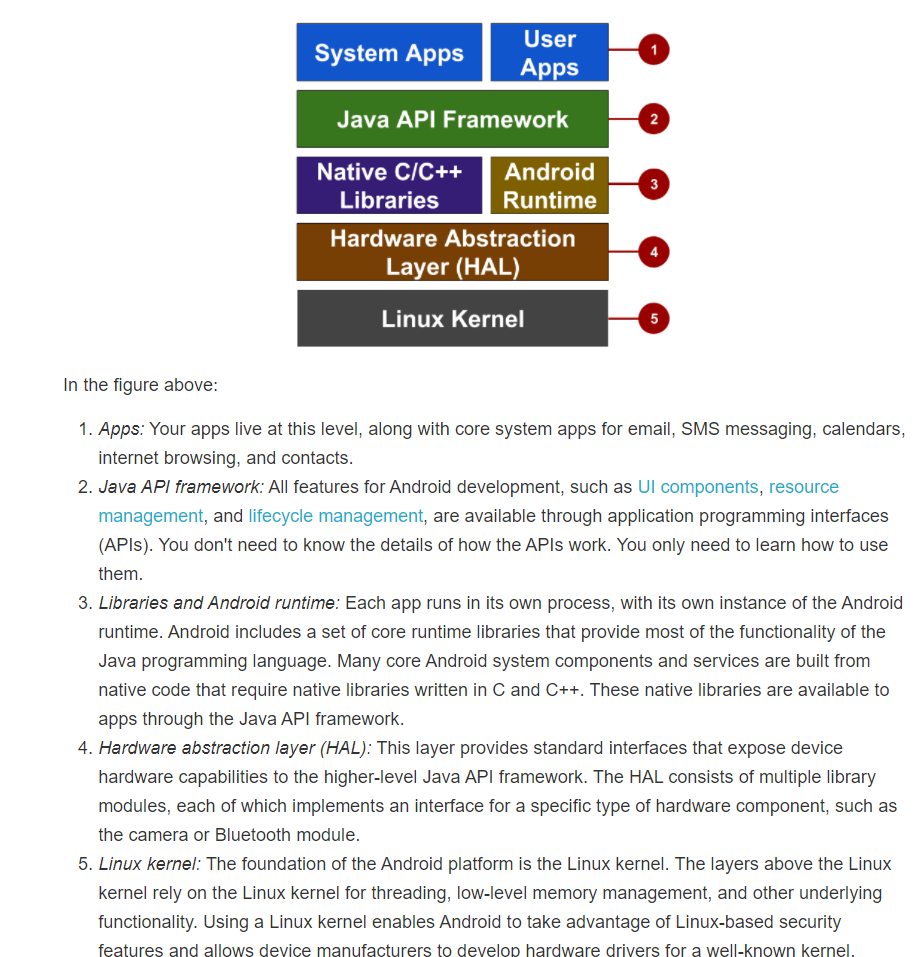 System Apps
User
Apps
1
Java API Framework
2
Native C/C++
Libraries
Android
Runtime
3
Hardware Abstraction
Layer (HAL)
4
Linux Kernel
5
In the figure above:
1. Apps: Your apps live at this level, along with core system apps for email, SMS messaging, calendars,
internet browsing, and contacts.
2. Java API framework: All features for Android development, such as UI components, resource
management, and lifecycle management, are available through application programming interfaces
(APIs). You don't need to know the details of how the APIs work. You only need to learn how to use
them.
3. Libraries and Android runtime: Each app runs in its own process, with its own instance of the Android
runtime. Android includes a set of core runtime libraries that provide most of the functionality of the
Java programming language. Many core Android system components and services are built from
native code that require native libraries written in C and C++. These native libraries are available to
apps through the Java API framework.
4. Hardware abstraction layer (HAL): This layer provides standard interfaces that expose device
hardware capabilities to the higher-level Java API framework. The HAL consists of multiple library
modules, each of which implements an interface for a specific type of hardware component, such as
the camera or Bluetooth module.
5. Linux kernel: The foundation of the Android platform is the Linux kernel. The layers above the Linux
kernel rely on the Linux kernel for threading, low-level memory management, and other underlying
functionality. Using a Linux kernel enables Android to take advantage of Linux-based security
features and allows device manufacturers to develop hardware drivers for a well-known kernel.